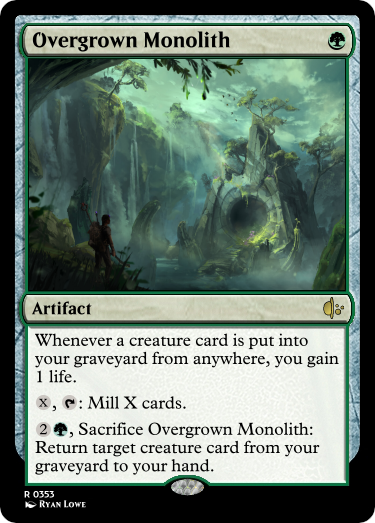 Overgrown Monolith
Artifact
Whenever a creature card is put into
your graveyard from anywhere, you gain
1 life.
X, : Mill X cards.
2 , Sacrifice Overgrown Monolith:
Return target creature card from your
graveyard to your hand.
R 0353
Ryan Lowe